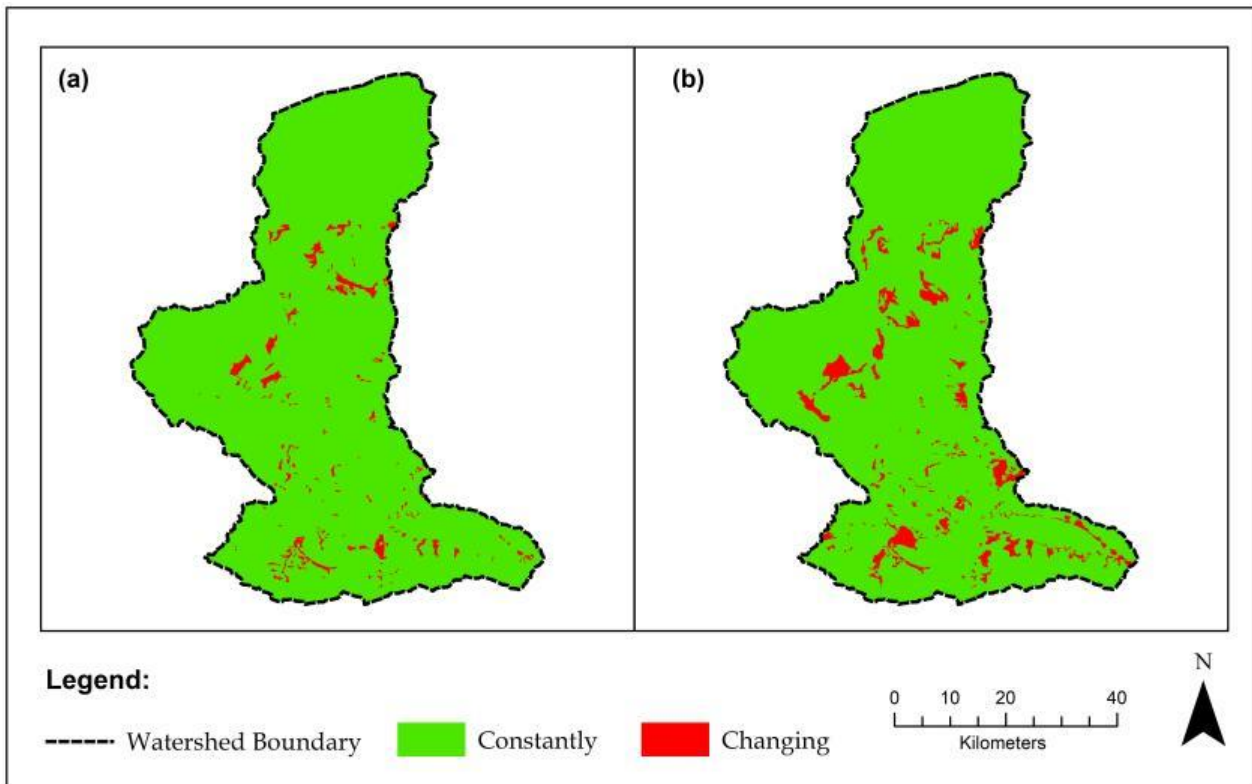 (a)
(b)
Legend:
Watershed Boundary
Constantly
Changing
0 10 20 40
Kilometers
N